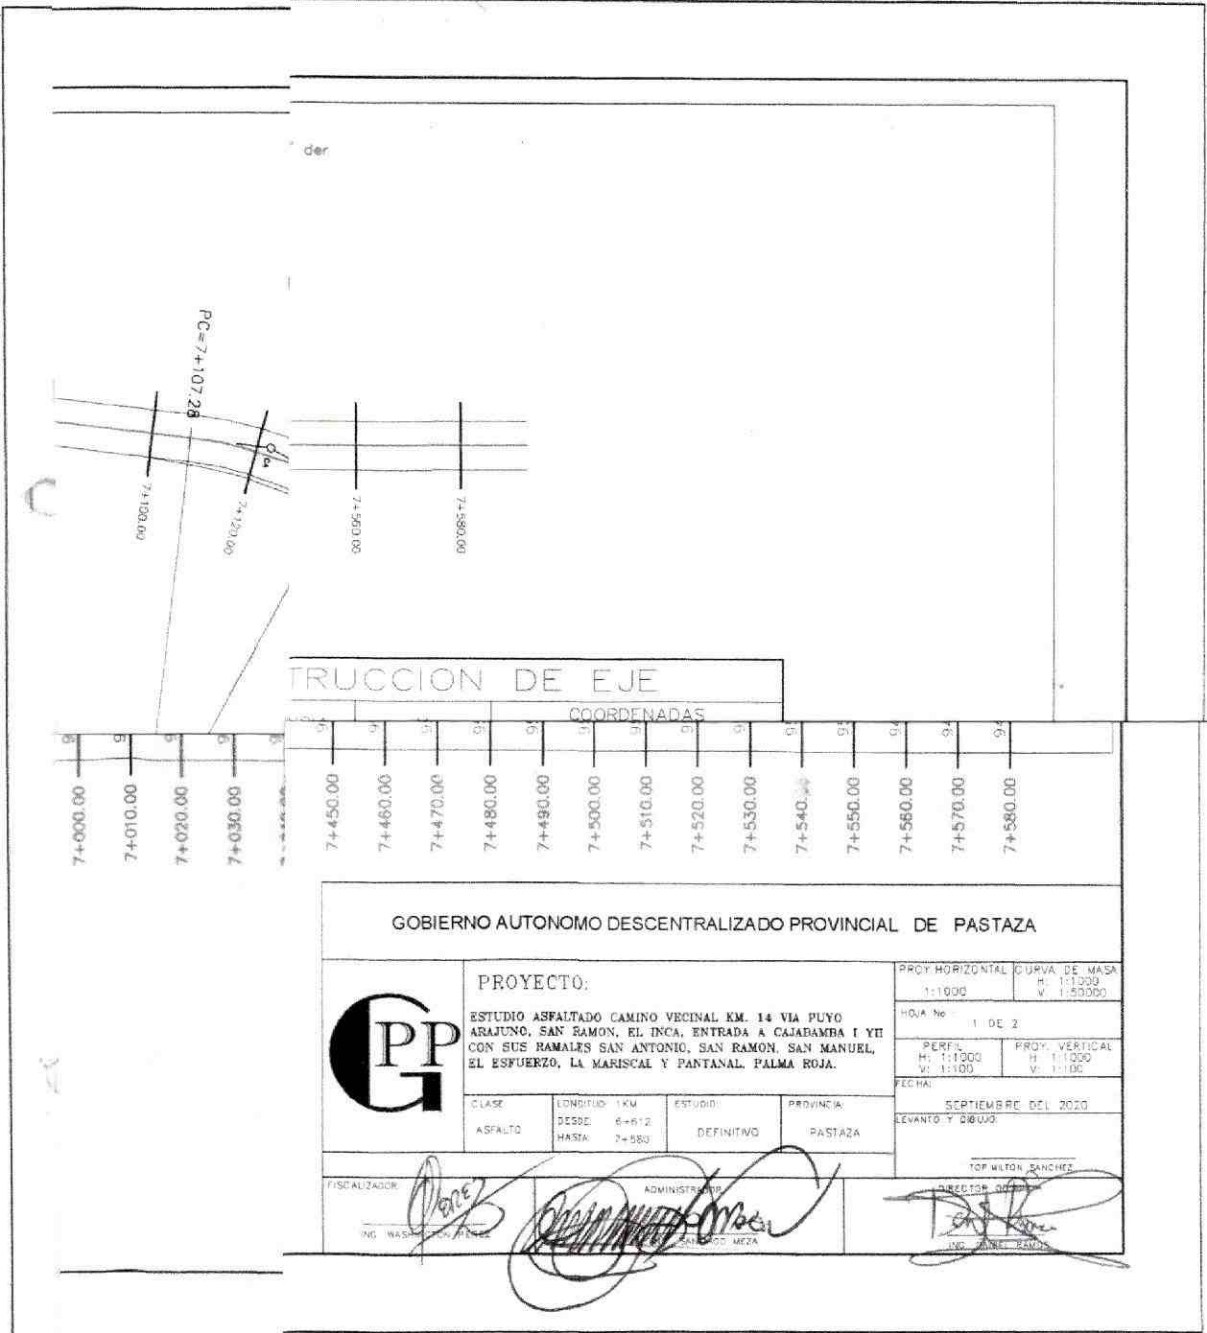 der
PC=7+107.28
7+100.00
7+120.00
7+560.00
7+580.00
TRUCCION DE EJE
COORDENADAS
7+000.00
7+010.00
7+020.00
7+030.00
7+450.00
7+460.00
7+470.00
7+480.00
7+490.00
7+500.00
7+510.00
7+520.00
7+530.00
7+540.
7+550.00
7+560.00
7+570.00
7+580.00
GOBIERNO AUTONOMO DESCENTRALIZADO PROVINCIAL DE PASTAZA
GPP
PROYECTO:
ESTUDIO ASFALTADO CAMINO VECINAL KM. 14 VIA PUYO
ARAJUNO, SAN RAMON, EL INCA, ENTRADA A CAJABAMBA I YII
CON SUS RAMALES SAN ANTONIO, SAN RAMON, SAN MANUEL,
EL ESFUERZO, LA MARISCAL Y PANTANAL, PALMA ROJA.
CLASE
ASFALTO
LONGITUD: 1KM
DESDE: 6+612
HASTA: 7+580
ESTUDIO:
DEFINITIVO
PROVINCIA:
PASTAZA
PROY HORIZONTAL
1:1000
CURVA DE MASA
H: 1:1000
V: 1:50000
HOJA No
1 DE 2
PERFIL
H: 1:1000
V: 1:100
PROY. VERTICAL
H 1:1000
V: 1:100
FECHA:
SEPTIEMBRE DEL 2020
LEVANTO Y DIBUJO:
TOP MILTON SANCHEZ
FISCALIZADOR
ING WASHINGTON PEREZ
ADMINISTRADOR
MEZA
DIRECTOR
ING RAMOS